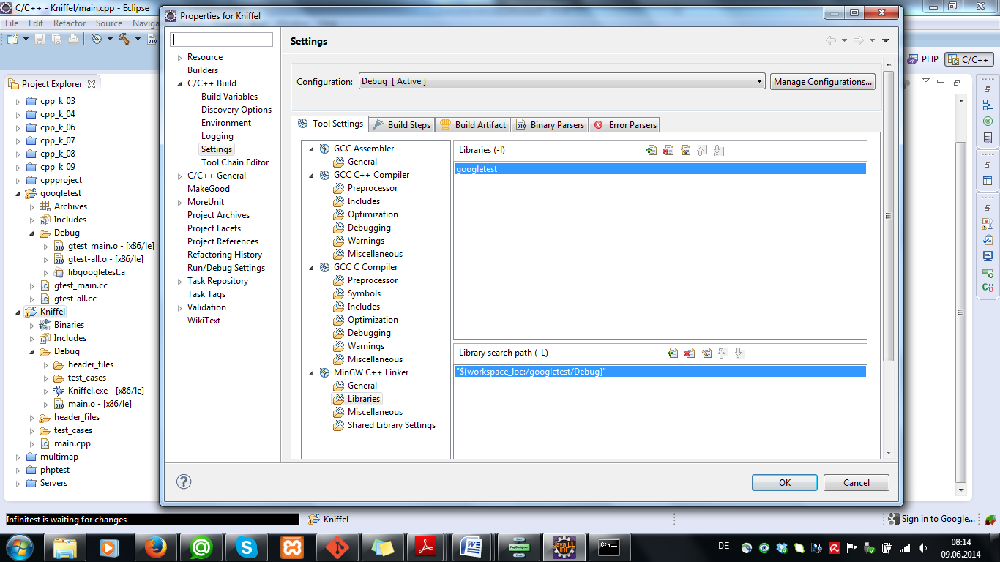 C/C++ - Kniffel/main.cpp - Eclipse
File Edit Refactor Source Naviga
PHP C/C++
Project Explorer
cpp_k_03
cpp_k_04
cpp_k_06
cpp_k_07
cpp_k_08
cpp_k_09
cppproject
googletest
Archives
Includes
Debug
gtest_main.o - [x86/le]
gtest-all.o - [x86/le]
libgoogletest.a
gtest_main.cc
gtest-all.cc
Kniffel
Binaries
Includes
Debug
header_files
test_cases
Kniffel.exe - [x86/le]
main.o - [x86/le]
header_files
test_cases
main.cpp
multimap
phptest
Servers
Properties for Kniffel
Resource
Builders
C/C++ Build
Build Variables
Discovery Options
Environment
Logging
Settings
Tool Chain Editor
C/C++ General
MakeGood
MoreUnit
Project Archives
Project Facets
Project References
Refactoring History
Run/Debug Settings
Task Repository
Task Tags
Validation
WikiText
Settings
Configuration: Debug [ Active ] Manage Configurations...
Tool Settings Build Steps Build Artifact Binary Parsers Error Parsers
GCC Assembler
General
GCC C++ Compiler
Preprocessor
Includes
Optimization
Debugging
Warnings
Miscellaneous
GCC C Compiler
Preprocessor
Symbols
Includes
Optimization
Debugging
Warnings
Miscellaneous
MinGW C++ Linker
General
Libraries
Miscellaneous
Shared Library Settings
Libraries (-l)
googletest
Library search path (-L)
"${workspace_loc:/googletest/Debug}"
OK Cancel
Infinitest is waiting for changes Kniffel Sign in to Google...
DE 08:14
09.06.2014